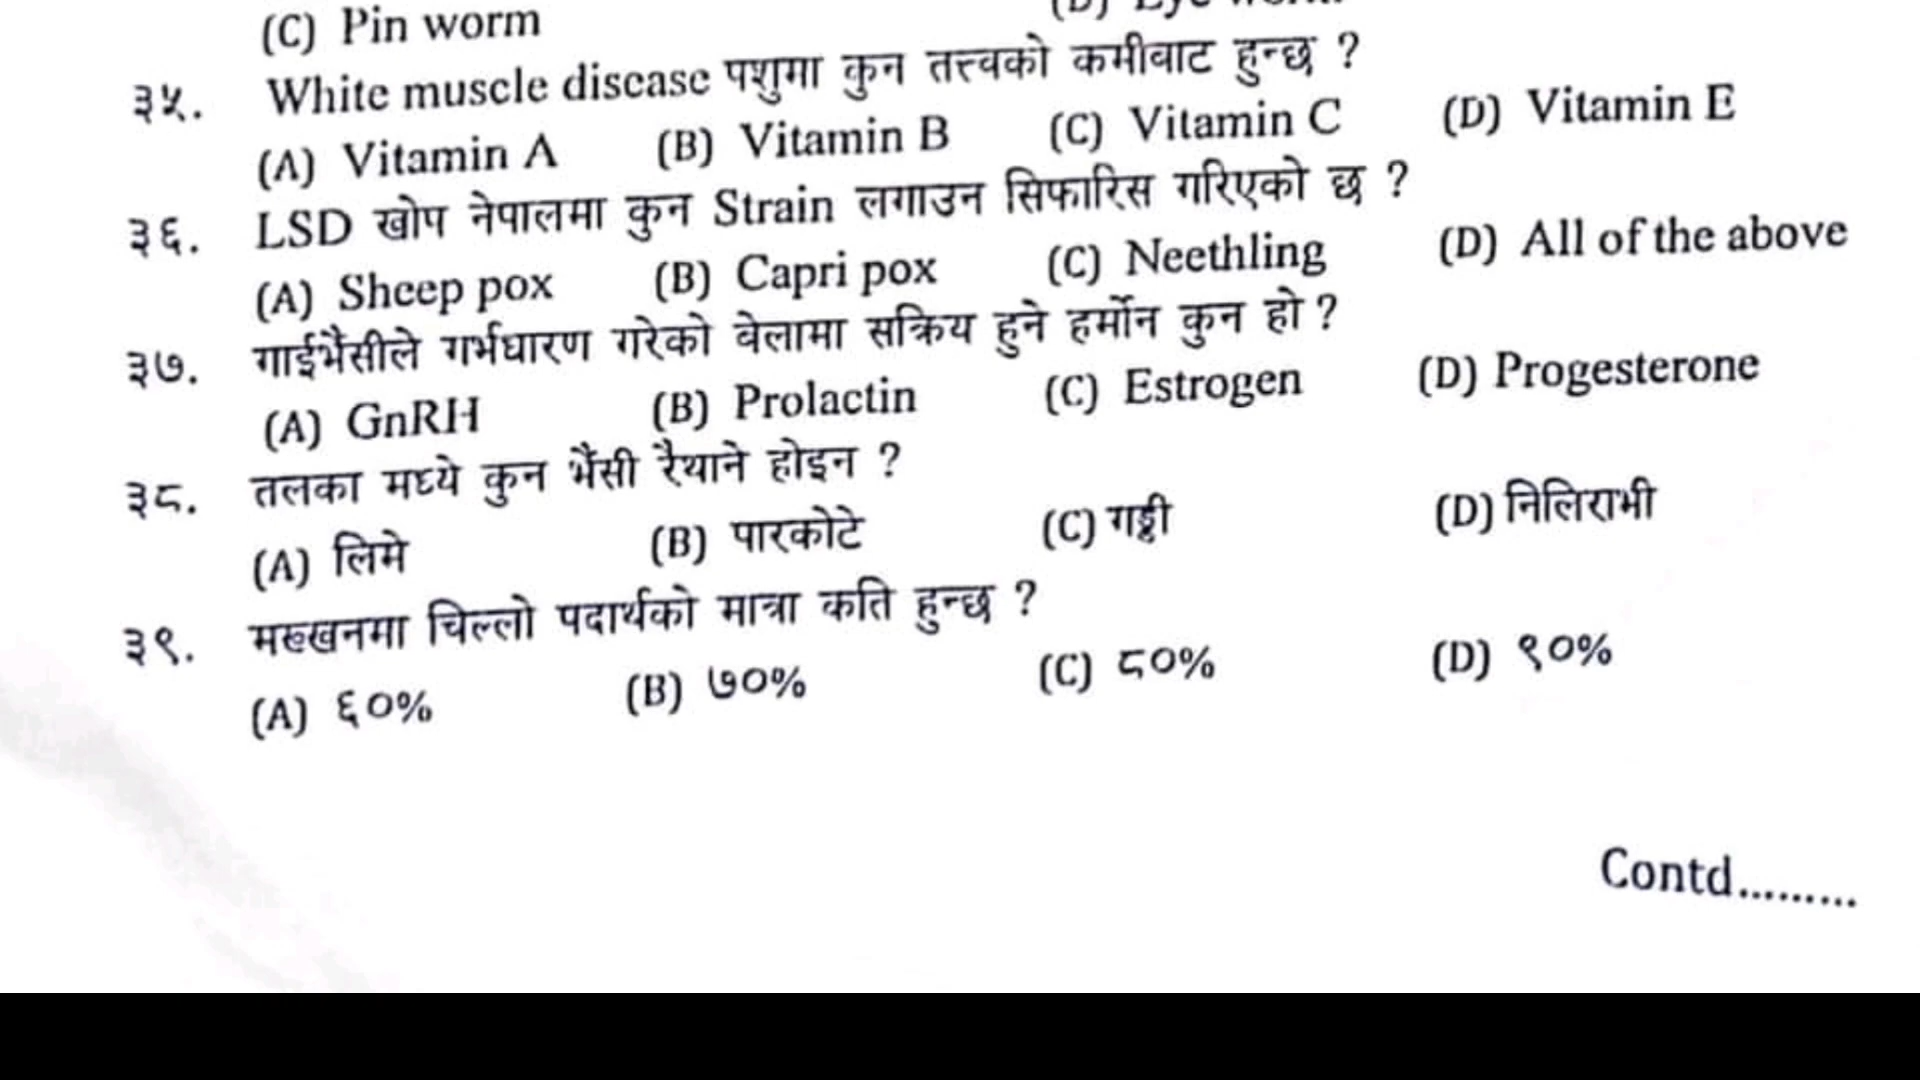 (C) Pin worm
३५. White muscle disease पशुमा कुन तत्त्वको कमीबाट हुन्छ ?
(A) Vitamin A (B) Vitamin B (C) Vitamin C (D) Vitamin E
३६. LSD खोप नेपालमा कुन Strain लगाउन सिफारिस गरिएको छ ?
(A) Sheep pox (B) Capri pox (C) Neethling (D) All of the above
३७. गाईभैंसीले गर्भधारण गरेको बेलामा सक्रिय हुने हर्मोन कुन हो ?
(A) GnRH (B) Prolactin (C) Estrogen (D) Progesterone
३८. तलका मध्ये कुन भैंसी रैथाने होइन ?
(A) लिमे (B) पारकोटे (C) गड्डी (D) निलिराभी
३९. मख्खनमा चिल्लो पदार्थको मात्रा कति हुन्छ ?
(A) ६०% (B) ७०% (C) ८०% (D) ९०%
Contd.........